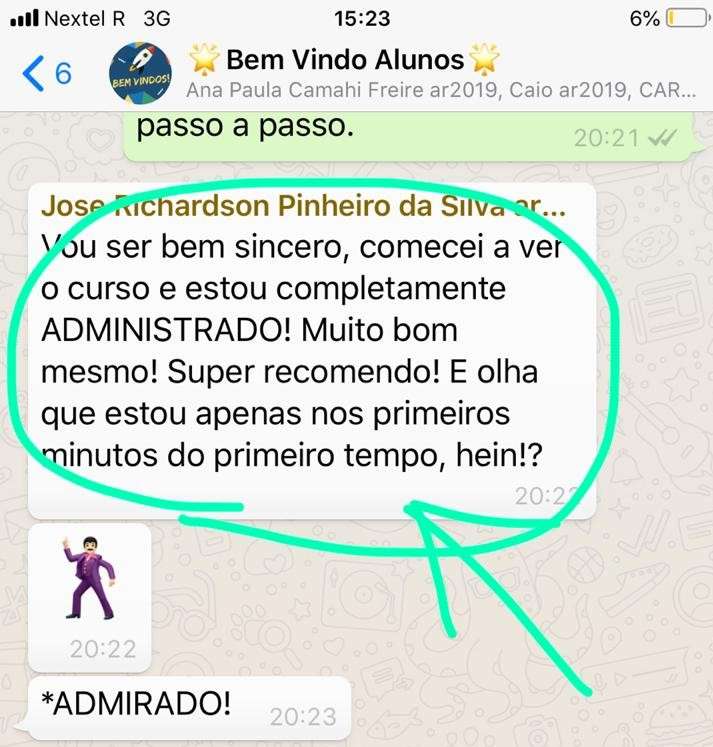 Nextel R 3G 15:23 6%
6 BEM VINDOS! 🌟Bem Vindo Alunos🌟
Ana Paula Camahi Freire ar2019, Caio ar2019, CAR...
passo a passo.
20:21
Jose Richardson Pinheiro da Silva ar...
Vou ser bem sincero, comecei a ver
o curso e estou completamente
ADMINISTRADO! Muito bom
mesmo! Super recomendo! E olha
que estou apenas nos primeiros
minutos do primeiro tempo, hein!?
20:22
🕺🏻
20:22
*ADMIRADO!
20:23